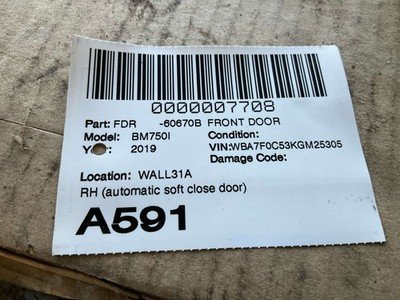 0000007708
Part: FDR -60670B FRONT DOOR
Model: BM750I Condition:
2019 VIN:WBA7F0C53KGM25305
Damage Code:
Location: WALL31A
RH (automatic soft close door)
A591